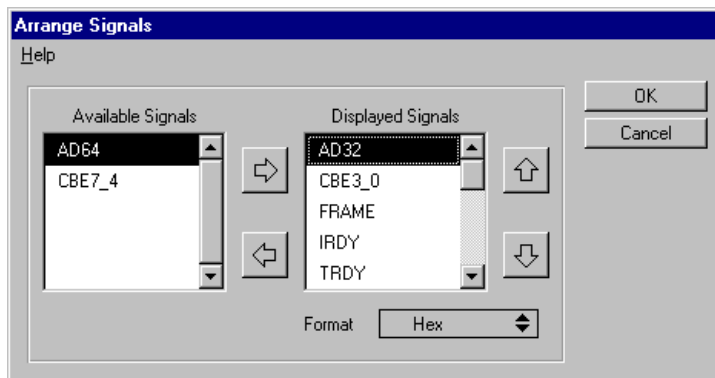 Arrange Signals
Help
Available Signals
AD64
CBE7_4
Displayed Signals
AD32
CBE3_0
FRAME
IRDY
TRDY
Format Hex
OK
Cancel